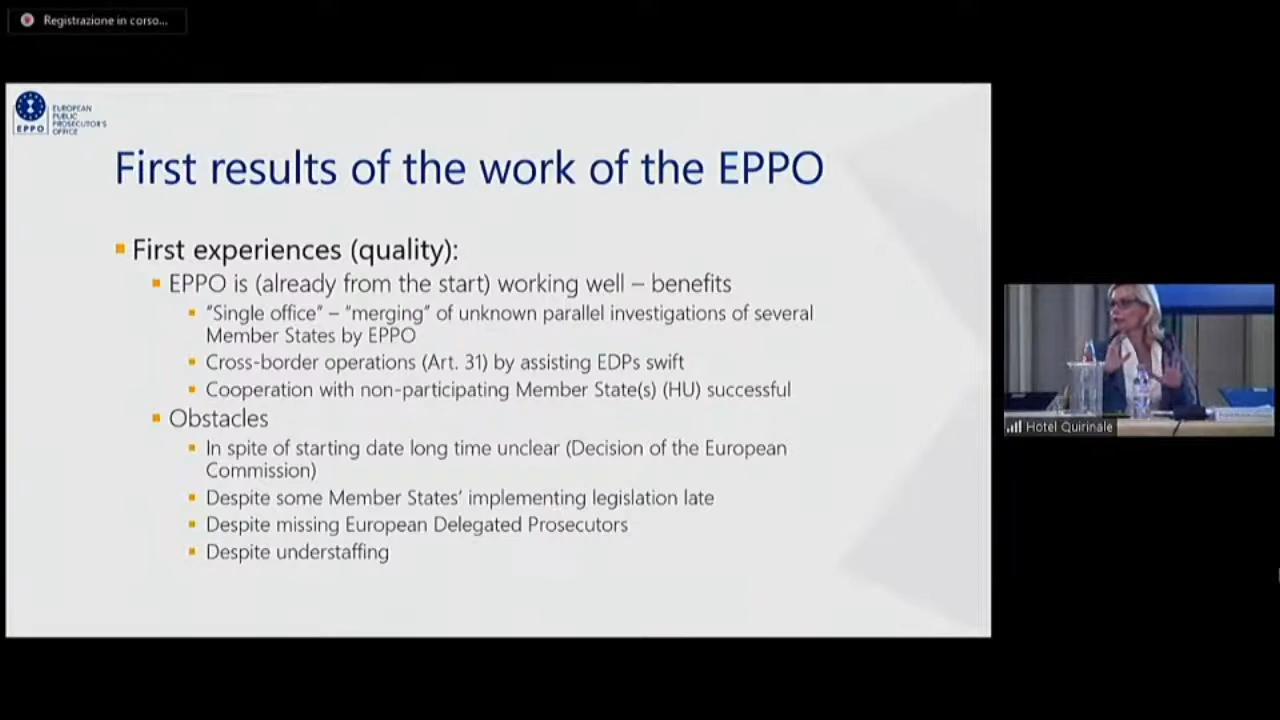 Registrazione in corso...
EUROPEAN
PUBLIC
PROSECUTOR'S
OFFICE
EPPO
First results of the work of the EPPO
First experiences (quality):
EPPO is (already from the start) working well – benefits
"Single office" – "merging" of unknown parallel investigations of several
Member States by EPPO
Cross-border operations (Art. 31) by assisting EDPs swift
Cooperation with non-participating Member State(s) (HU) successful
Obstacles
In spite of starting date long time unclear (Decision of the European
Commission)
Despite some Member States' implementing legislation late
Despite missing European Delegated Prosecutors
Despite understaffing
Hotel Quirinale